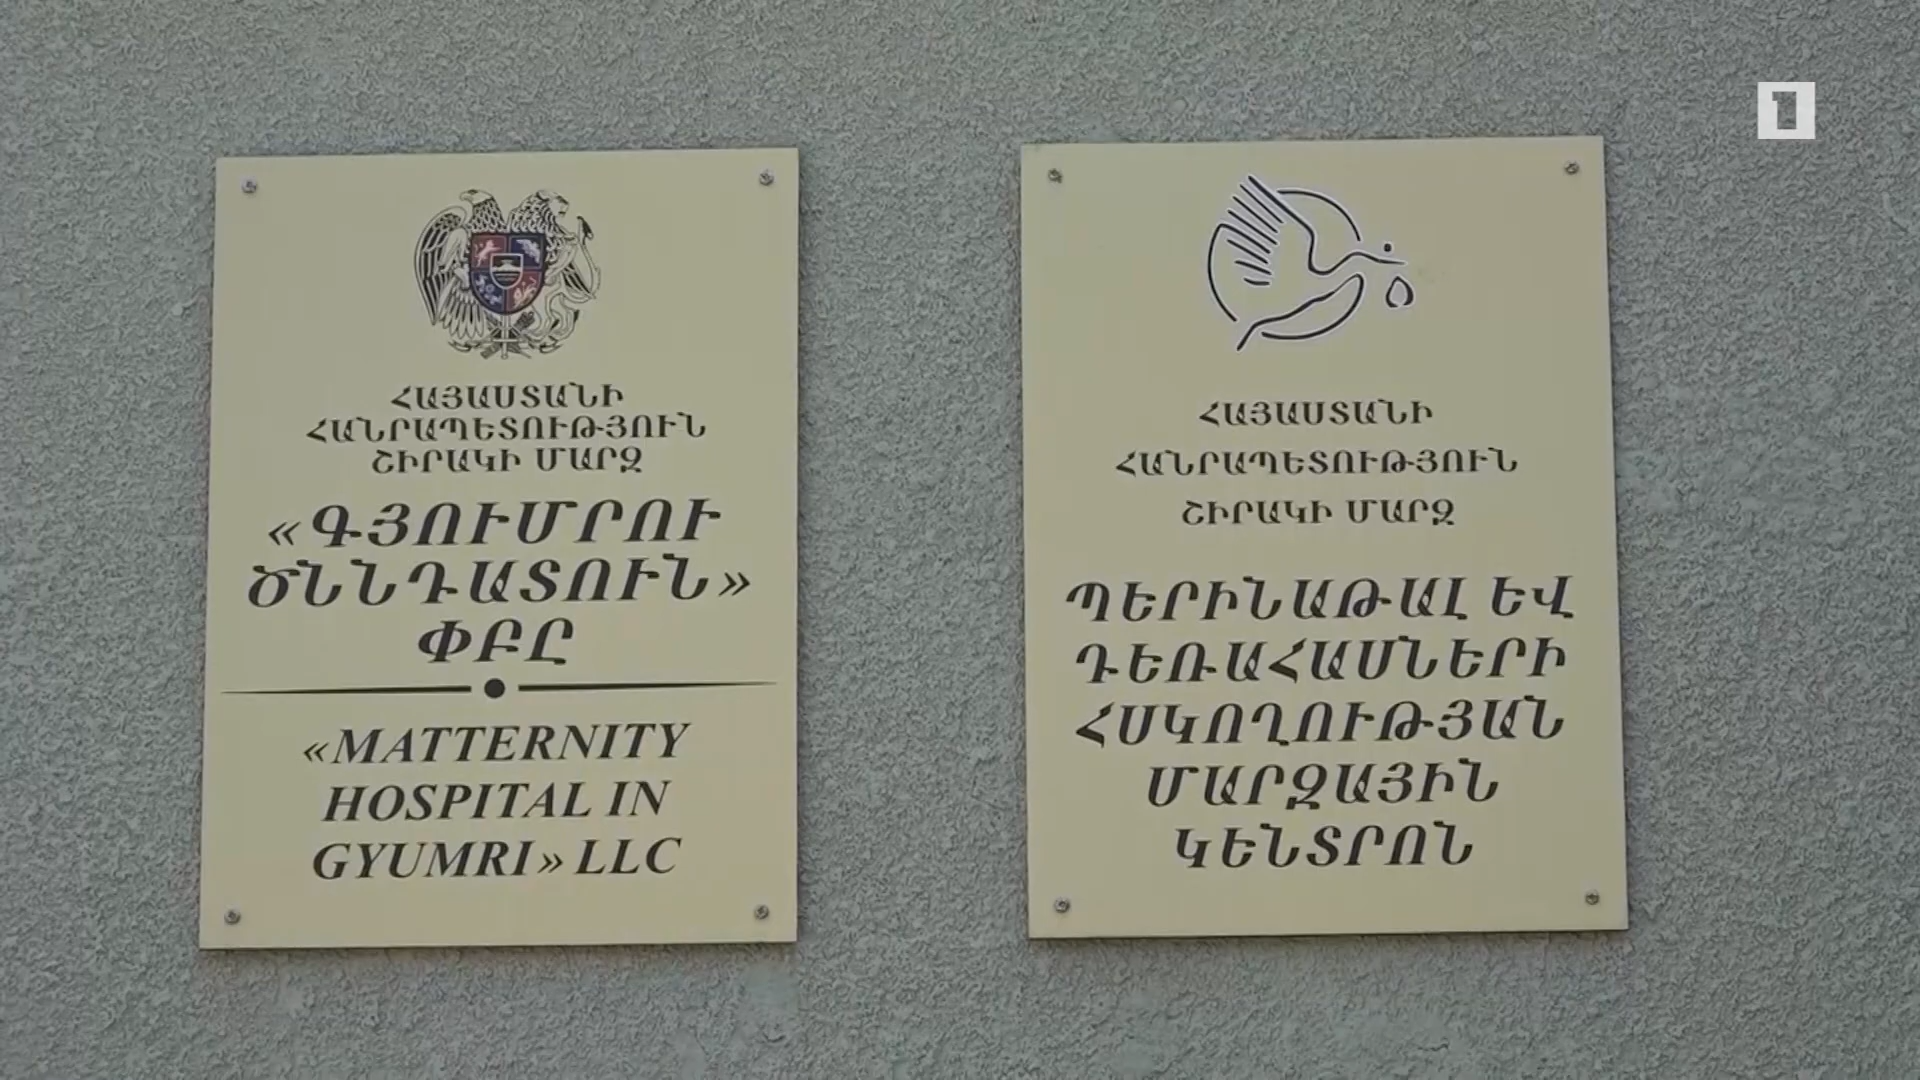 ՀԱՅԱՍՏԱՆԻ
ՀԱՆՐԱՊԵՏՈՒԹՅՈՒՆ
ՇԻՐԱԿԻ ՄԱՐԶ
«ԳՅՈՒՄՐՈՒ
ԾՆՆԴԱՏՈՒՆ»
ՓԲԸ
«MATTERNITY
HOSPITAL IN
GYUMRI» LLC
ՀԱՅԱՍՏԱՆԻ
ՀԱՆՐԱՊԵՏՈՒԹՅՈՒՆ
ՇԻՐԱԿԻ ՄԱՐԶ
ՊԵՐԻՆԱԹԱԼ ԵՎ
ԴԵՌԱՀԱՍՆԵՐԻ
ՀՍԿՈՂՈՒԹՅԱՆ
ՄԱՐԶԱՅԻՆ
ԿԵՆՏՐՈՆ
1